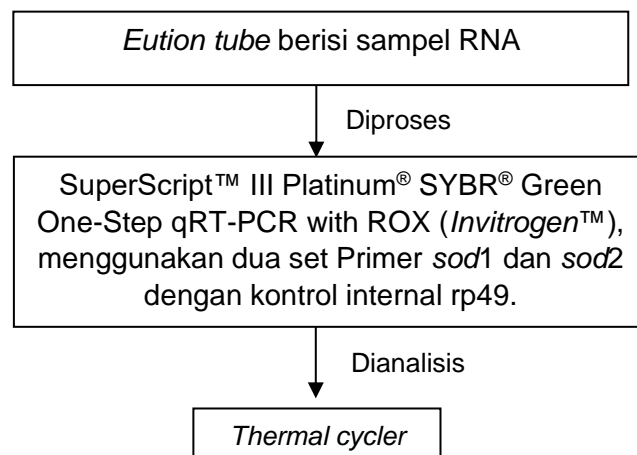 Eution tube berisi sampel RNA
Diproses
SuperScript™ III Platinum® SYBR® Green
One-Step qRT-PCR with ROX (Invitrogen™),
menggunakan dua set Primer sod1 dan sod2
dengan kontrol internal rp49.
Dianalisis
Thermal cycler